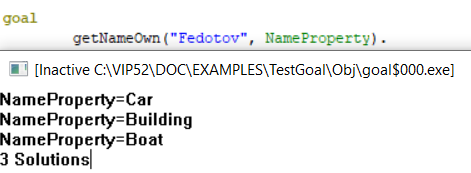 goal
getNameOwn("Fedotov", NameProperty).
[Inactive C:\VIP52\DOC\EXAMPLES\TestGoal\Obj\goal$000.exe]
NameProperty=Car
NameProperty=Building
NameProperty=Boat
3 Solutions